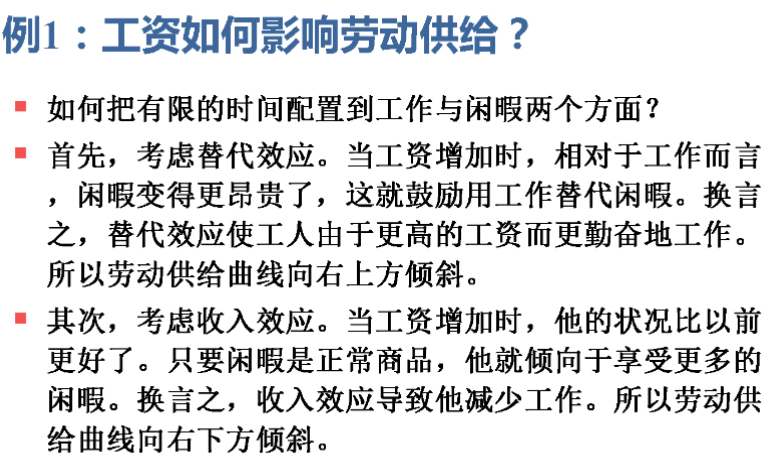 例1：工资如何影响劳动供给？
如何把有限的时间配置到工作与闲暇两个方面？
首先，考虑替代效应。当工资增加时，相对于工作而言
，闲暇变得更昂贵了，这就鼓励用工作替代闲暇。换言
之，替代效应使工人由于更高的工资而更勤奋地工作。
所以劳动供给曲线向右上方倾斜。
其次，考虑收入效应。当工资增加时，他的状况比以前
更好了。只要闲暇是正常商品，他就倾向于享受更多的
闲暇。换言之，收入效应导致他减少工作。所以劳动供
给曲线向右下方倾斜。